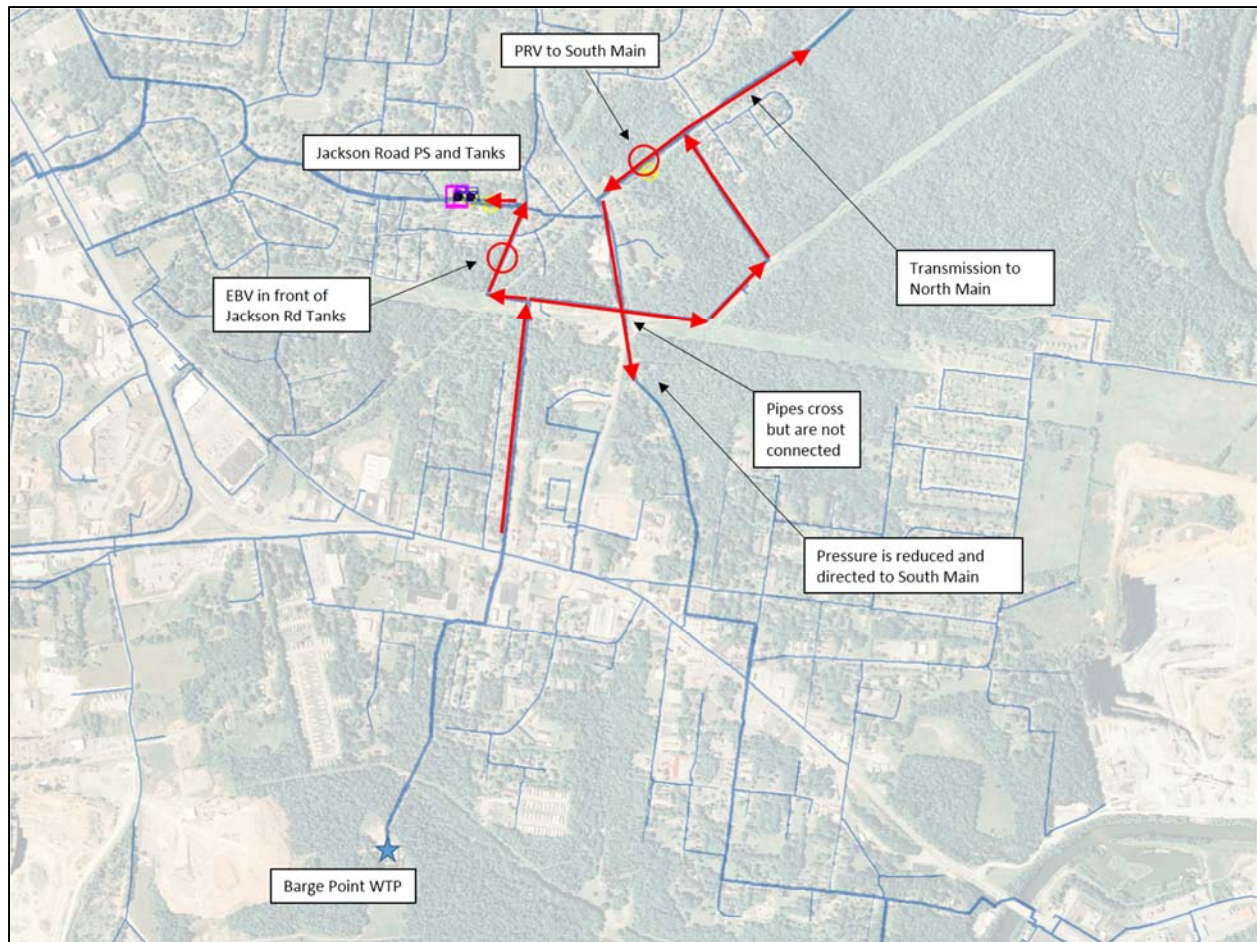 PRV to South Main
Jackson Road PS and Tanks
EBV in front of
Jackson Rd Tanks
Transmission to
North Main
Pipes cross
but are not
connected
Pressure is reduced and
directed to South Main
Barge Point WTP